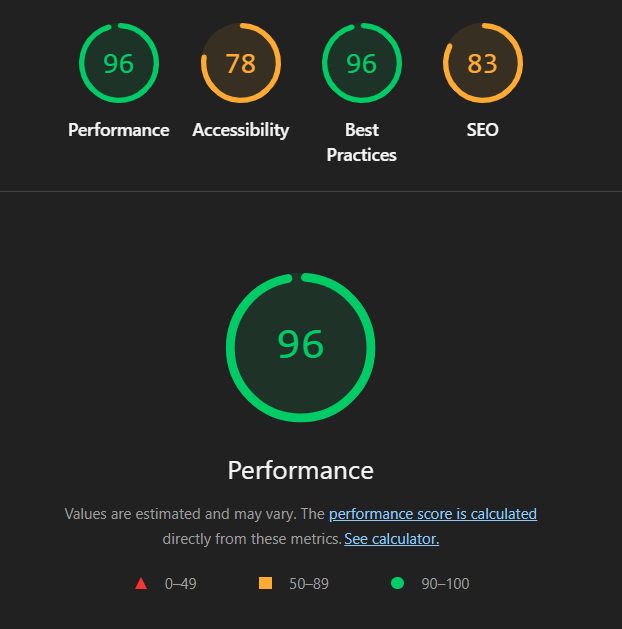 96
78
96
83
Performance
Accessibility
Best
Practices
SEO
96
Performance
Values are estimated and may vary. The performance score is calculated
directly from these metrics. See calculator.
0–49
50–89
90–100